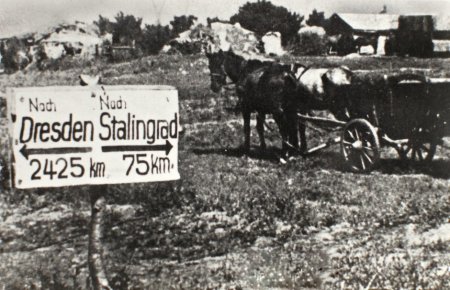 Nach Nach
Dresden Stalingrad
2425 km 75 km.